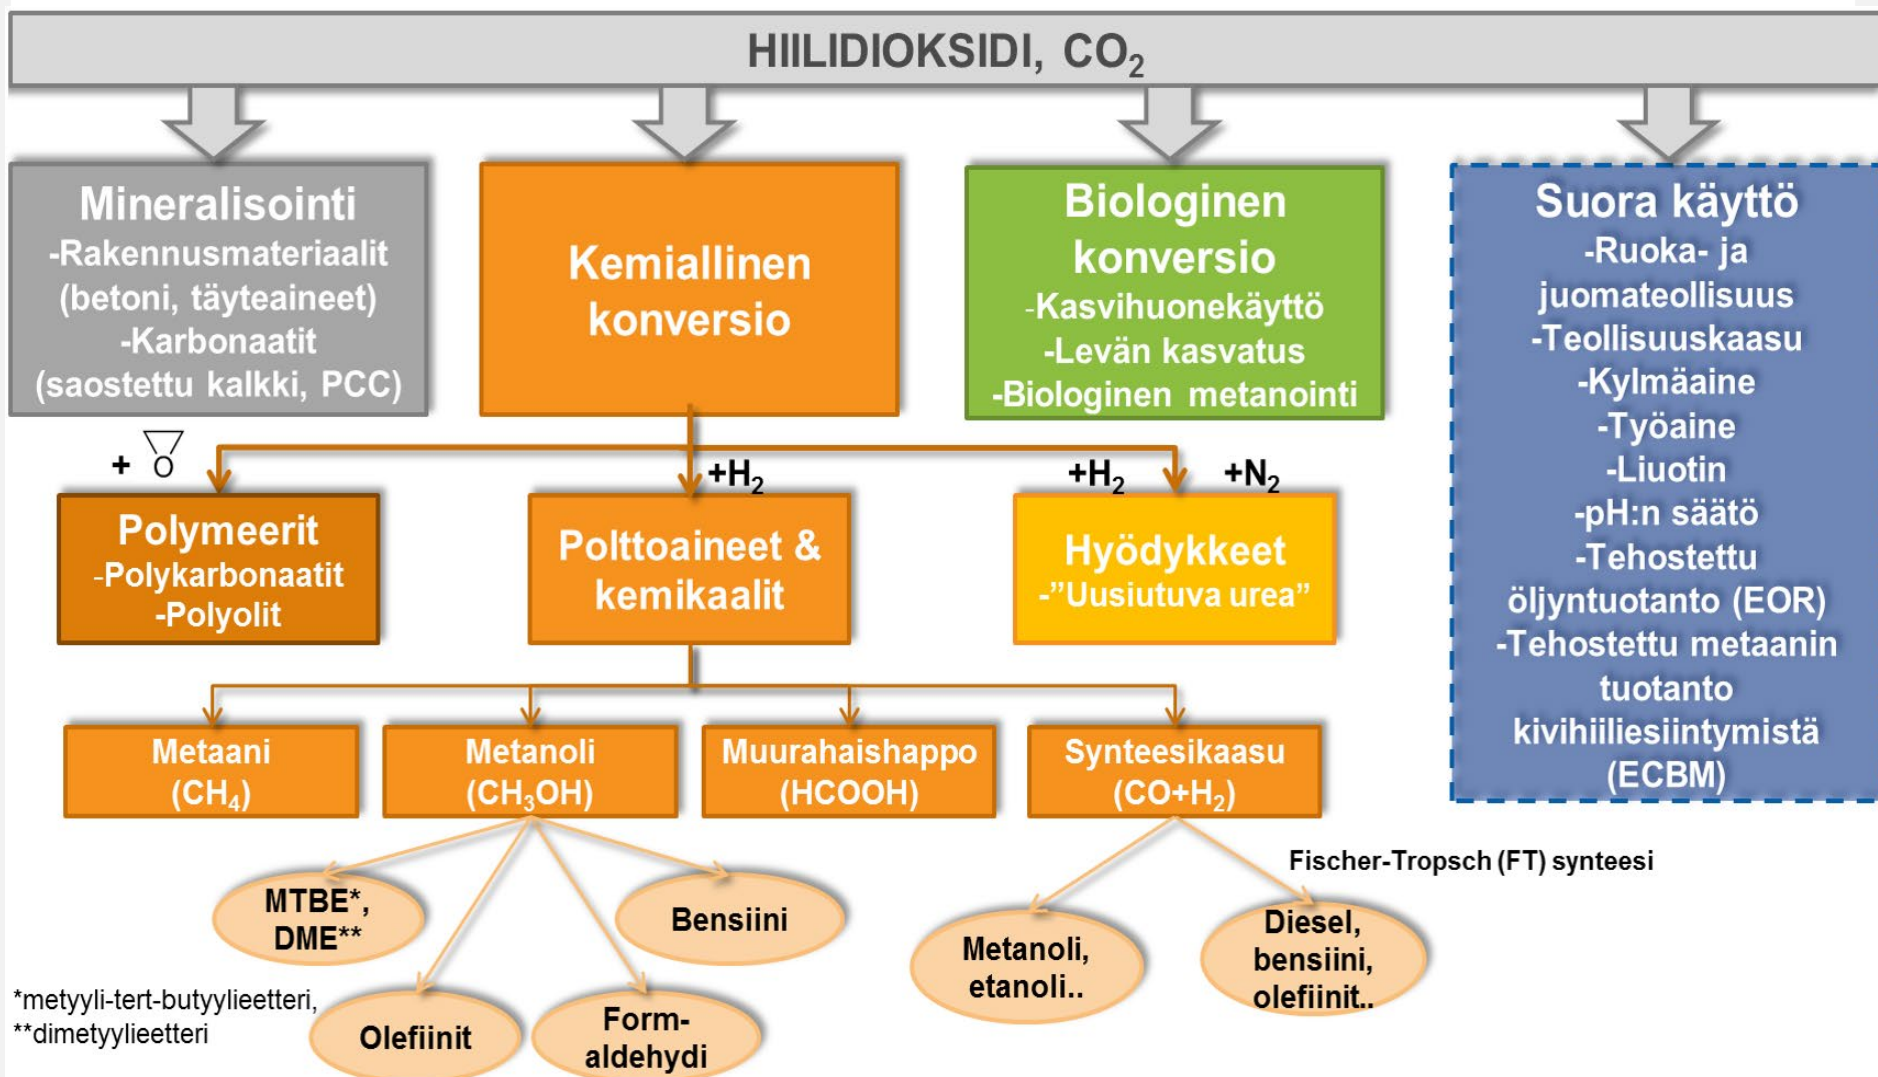 HIILIDIOKSIDI, CO₂
Mineralisointi
-Rakennusmateriaalit
(betoni, täyteaineet)
-Karbonaatit
(saostettu kalkki, PCC)
Kemiallinen
konversio
Biologinen
konversio
-Kasvihuonekäyttö
-Levän kasvatus
-Biologinen metanointi
Suora käyttö
-Ruoka- ja
juomateollisuus
-Teollisuuskaasu
-Kylmäaine
-Työaine
-Liuotin
-pH:n säätö
-Tehostettu
öljyntuotanto (EOR)
-Tehostettu metaanin
tuotanto
kivihiiliesiintymistä
(ECBM)
+ O
+H₂
+H₂
+N₂
Polymeerit
-Polykarbonaatit
-Polyolit
Polttoaineet &
kemikaalit
Hyödykkeet
-”Uusiutuva urea”
Metaani
(CH₄)
Metanoli
(CH₃OH)
Muurahaishappo
(HCOOH)
Synteesikaasu
(CO+H₂)
Fischer-Tropsch (FT) synteesi
MTBE*,
DME**
Bensiini
Metanoli,
etanoli..
Diesel,
bensiini,
olefiinit..
Olefiinit
Form-
aldehydi
*metyyli-tert-butyylieetteri,
**dimetyylieetteri